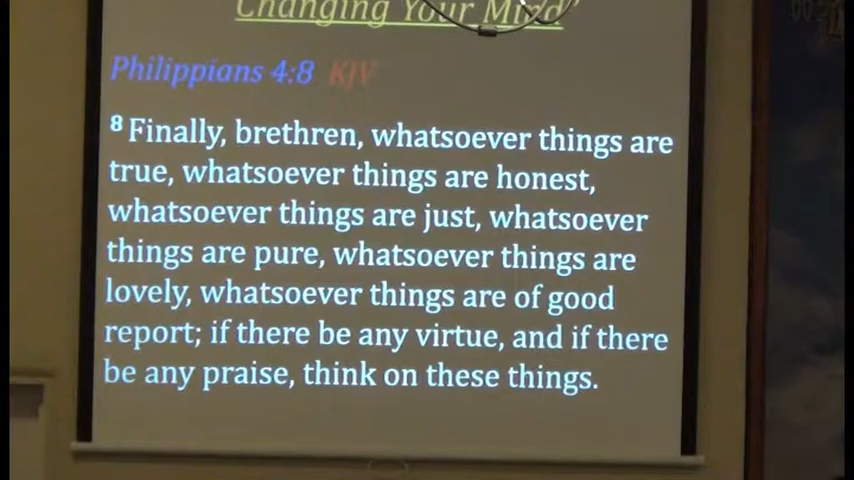 Changing Your Mind"
Philippians 4:8 KJV
8 Finally, brethren, whatsoever things are
true, whatsoever things are honest,
whatsoever things are just, whatsoever
things are pure, whatsoever things are
lovely, whatsoever things are of good
report; if there be any virtue, and if there
be any praise, think on these things.